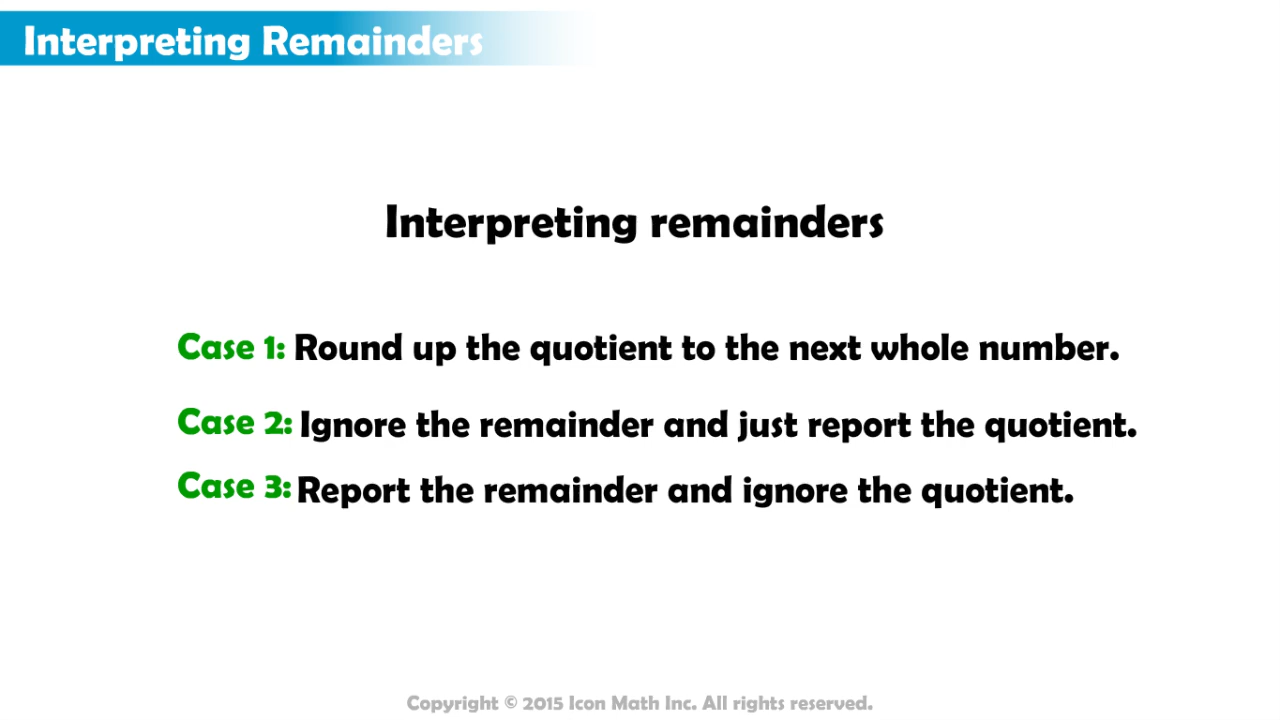 Interpreting Remainders
Interpreting remainders
Case 1: Round up the quotient to the next whole number.
Case 2: Ignore the remainder and just report the quotient.
Case 3: Report the remainder and ignore the quotient.
Copyright © 2015 Icon Math Inc. All rights reserved.